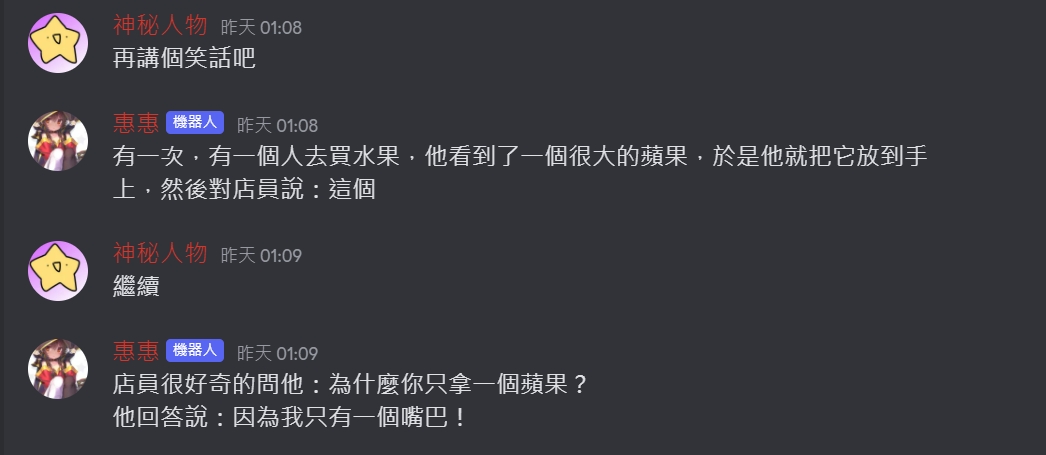 神秘人物 昨天 01:08
再講個笑話吧
惠惠 機器人 昨天 01:08
有一次，有一個人去買水果，他看到了一個很大的蘋果，於是他就把它放到手
上，然後對店員說：這個
神秘人物 昨天 01:09
繼續
惠惠 機器人 昨天 01:09
店員很好奇的問他：為什麼你只拿一個蘋果？
他回答說：因為我只有一個嘴巴！